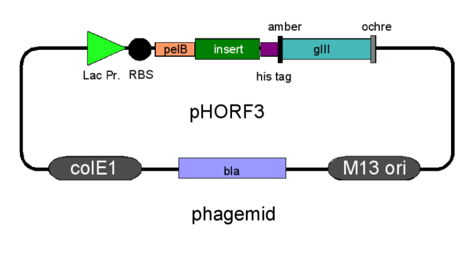 amber
ochre
pelB
insert
gIII
Lac Pr.
RBS
his tag
pHORF3
colE1
bla
M13 ori
phagemid